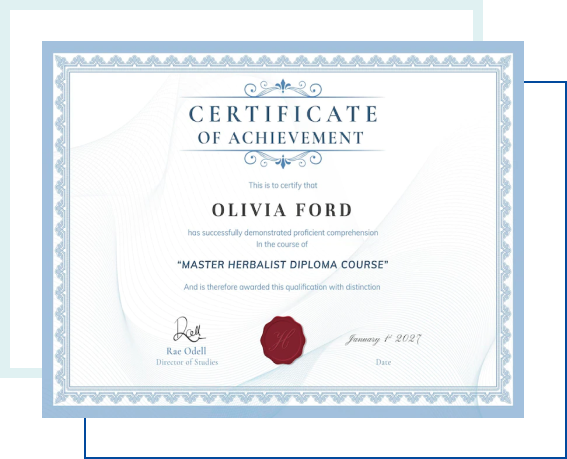 CERTIFICATE
OF ACHIEVEMENT
This is to certify that
OLIVIA FORD
has successfully demonstrated proficient comprehension
In the course of
“MASTER HERBALIST DIPLOMA COURSE”
And is therefore awarded this qualification with distinction
Rae Odell
Director of Studies
January 1st 2027
Date